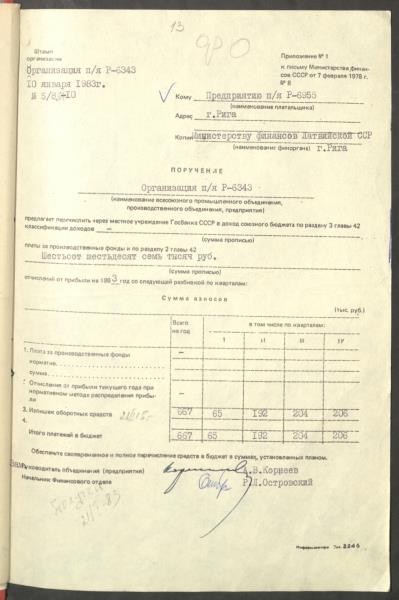 13
ФРО
Штамп
организации
Организация п/я Р-6343
10 января 1983г.
№ 5/8 -10
Приложение № 1
к письму Министерства финан-
сов СССР от 7 февраля 1978 г.
№ 8
Кому Предприятию п/я Р-6955
(наименование плательщика)
Адрес г.Рига
Копия Министерству финансов Латвийской ССР
(наименование финоргана) г.Рига
ПОРУЧЕНИЕ
Организация п/я Р-6343
(наименование всесоюзного промышленного объединения,
производственного объединения, предприятия)
предлагает перечислить через местное учреждение Госбанка СССР в доход союзного бюджета по разделу 3 главы 42
классификации доходов —
(сумма прописью)
платы за производственные фонды и по разделу 2 главы 42
Шестьсот шестьдесят семь тысяч руб.
(сумма прописью)
отчислений от прибыли на 1983 год со следующей разбивкой по кварталам:
Сумма взносов
(тыс. руб.)
Всего на год в том числе по кварталам:
I II III IV
1. Плата за производственные фонды —
норматив
сумма —
2. Отчисления от прибыли текущего года при
нормативном методе распределения прибы-
ли —
3. Излишек оборотных средств 667 65 192 204 206
4.
Итого платежей в бюджет 667 65 192 204 206
Обеспечьте своевременное и полное перечисление средств в бюджет в суммах, установленных планом.
Руководитель объединения (предприятия) А.В.Корнеев
Начальник Финансового отдела Р.Л.Островский
Информэлектро Зак. 2246